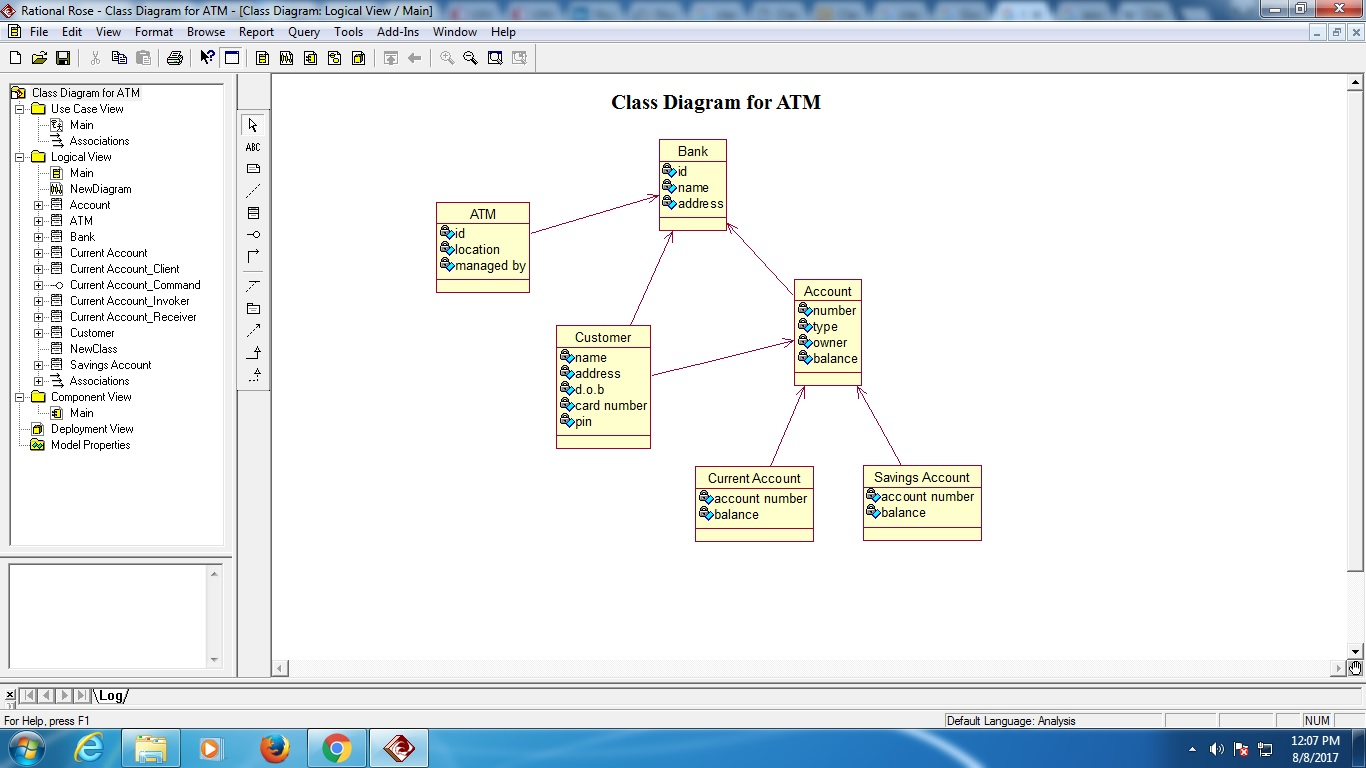 Rational Rose - Class Diagram for ATM - [Class Diagram: Logical View / Main]
File Edit View Format Browse Report Query Tools Add-Ins Window Help
Class Diagram for ATM
Use Case View
Main
Associations
Logical View
Main
NewDiagram
Account
ATM
Bank
Current Account
Current Account_Client
Current Account_Command
Current Account_Invoker
Current Account_Receiver
Customer
NewClass
Savings Account
Associations
Component View
Main
Deployment View
Model Properties
ABC
Class Diagram for ATM
Bank
id
name
address
ATM
id
location
managed by
Account
number
type
owner
balance
Customer
name
address
d.o.b
card number
pin
Current Account
account number
balance
Savings Account
account number
balance
Log
For Help, press F1
Default Language: Analysis
NUM
12:07 PM
8/8/2017